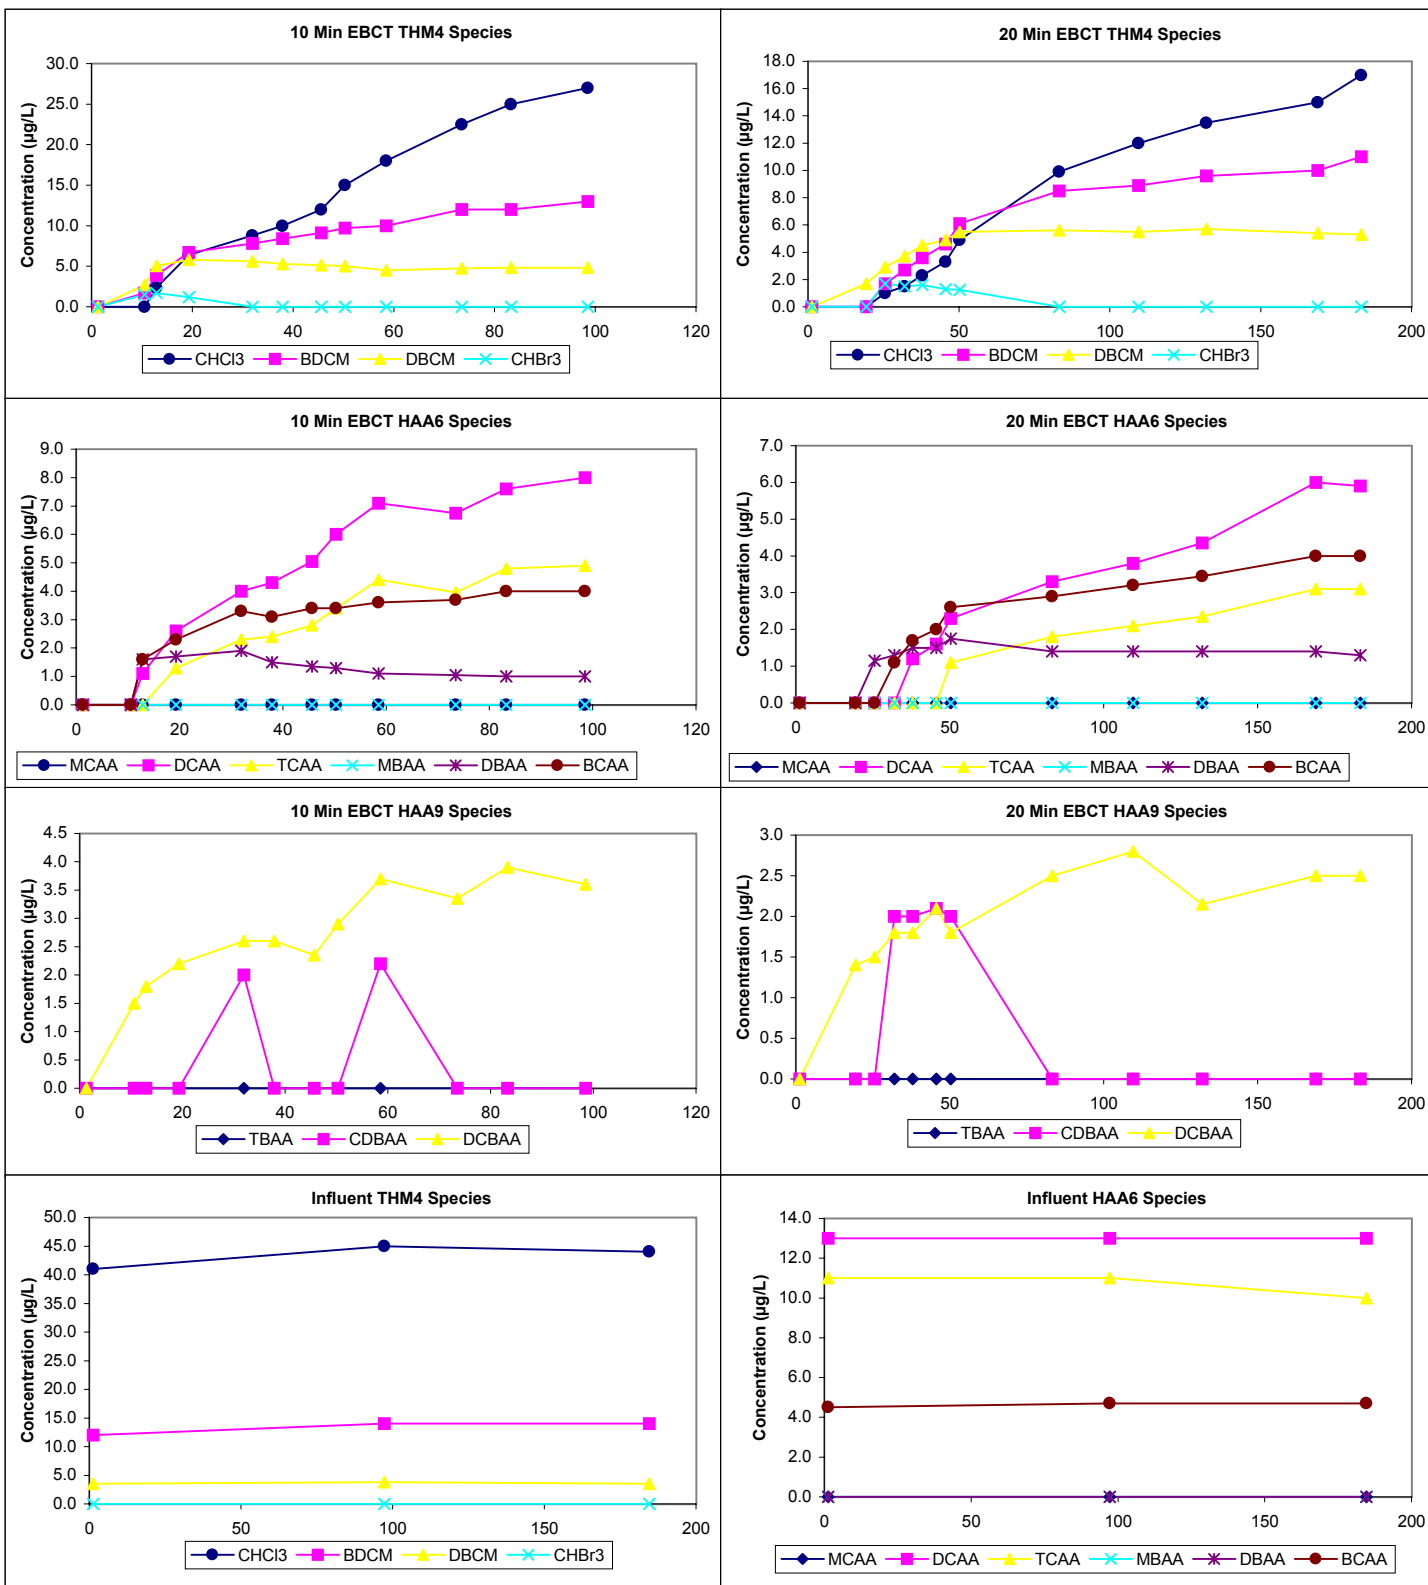 10 Min EBCT THM4 Species
Concentration (µg/L)
30.0
25.0
20.0
15.0
10.0
5.0
0.0
0 20 40 60 80 100 120
CHCl3 BDCM DBCM CHBr3
20 Min EBCT THM4 Species
Concentration (µg/L)
18.0
16.0
14.0
12.0
10.0
8.0
6.0
4.0
2.0
0.0
0 50 100 150 200
CHCl3 BDCM DBCM CHBr3
10 Min EBCT HAA6 Species
Concentration (µg/L)
9.0
8.0
7.0
6.0
5.0
4.0
3.0
2.0
1.0
0.0
0 20 40 60 80 100 120
MCAA DCAA TCAA MBAA DBAA BCAA
20 Min EBCT HAA6 Species
Concentration (µg/L)
7.0
6.0
5.0
4.0
3.0
2.0
1.0
0.0
0 50 100 150 200
MCAA DCAA TCAA MBAA DBAA BCAA
10 Min EBCT HAA9 Species
Concentration (µg/L)
4.5
4.0
3.5
3.0
2.5
2.0
1.5
1.0
0.5
0.0
0 20 40 60 80 100 120
TBAA CDBAA DCBAA
20 Min EBCT HAA9 Species
Concentration (µg/L)
3.0
2.5
2.0
1.5
1.0
0.5
0.0
0 50 100 150 200
TBAA CDBAA DCBAA
Influent THM4 Species
Concentration (µg/L)
50.0
45.0
40.0
35.0
30.0
25.0
20.0
15.0
10.0
5.0
0.0
0 50 100 150 200
CHCl3 BDCM DBCM CHBr3
Influent HAA6 Species
Concentration (µg/L)
14.0
12.0
10.0
8.0
6.0
4.0
2.0
0.0
0 50 100 150 200
MCAA DCAA TCAA MBAA DBAA BCAA